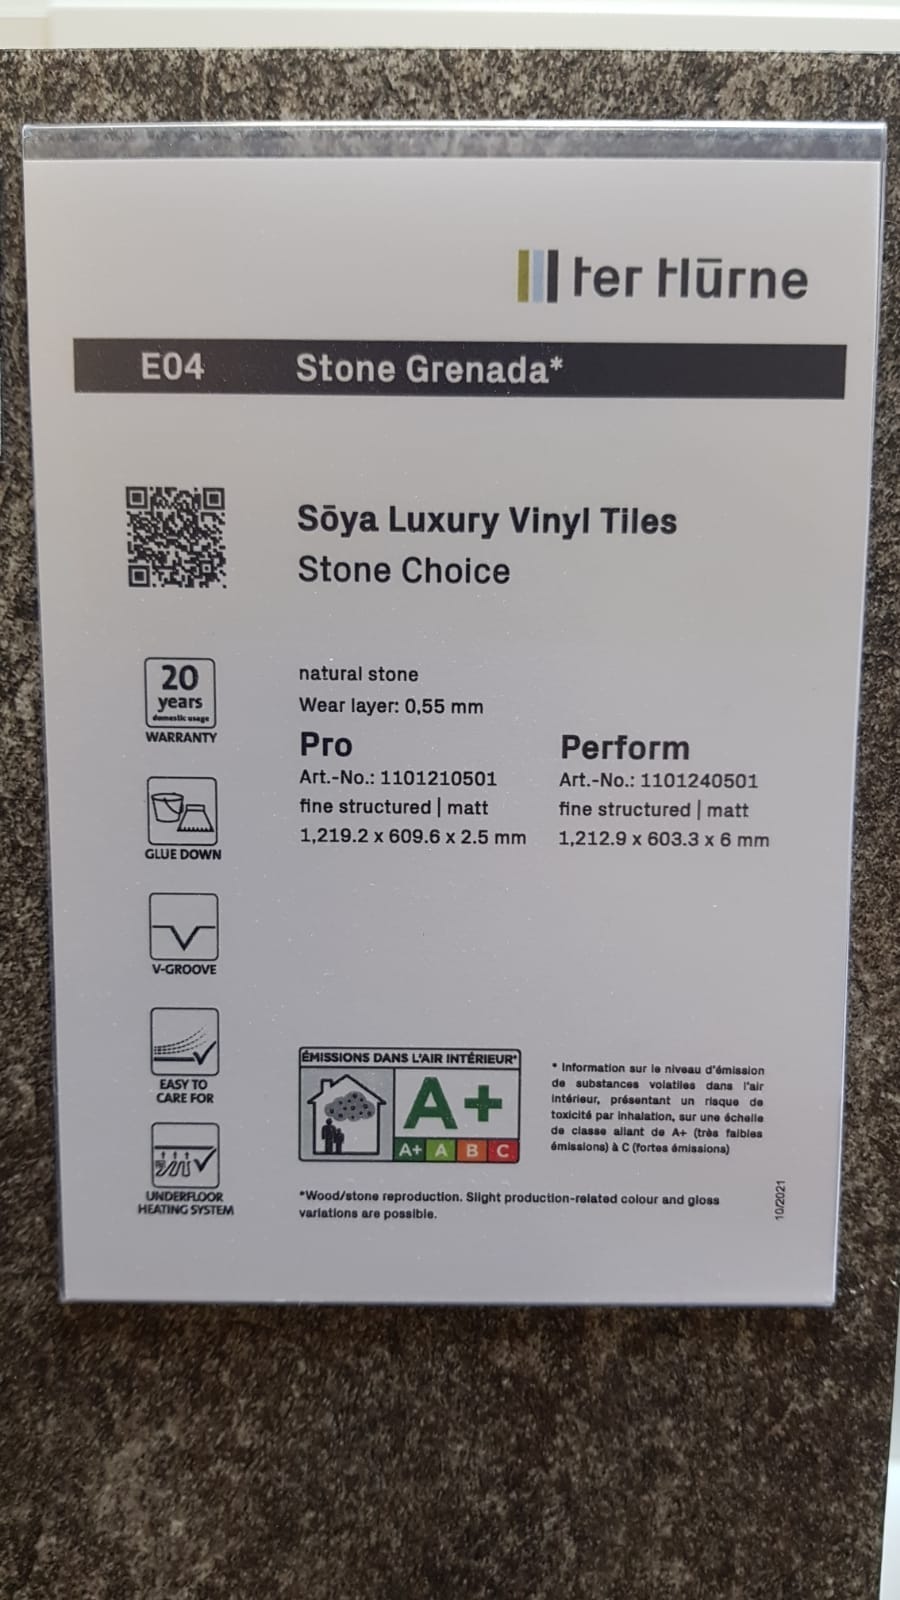 ter Hürne
E04 Stone Grenada*
Sōya Luxury Vinyl Tiles
Stone Choice
20
years
domestic usage
WARRANTY
natural stone
Wear layer: 0,55 mm
Pro Perform
Art.-No.: 1101210501 Art.-No.: 1101240501
fine structured | matt fine structured | matt
1,219.2 x 609.6 x 2.5 mm 1,212.9 x 603.3 x 6 mm
GLUE DOWN
V-GROOVE
EASY TO
CARE FOR
UNDERFLOOR
HEATING SYSTEM
ÉMISSIONS DANS L'AIR INTÉRIEUR*
A+
A+ A B C
* Information sur le niveau d'émission
de substances volatiles dans l'air
intérieur, présentant un risque de
toxicité par inhalation, sur une échelle
de classe allant de A+ (très faibles
émissions) à C (fortes émissions)
*Wood/stone reproduction. Slight production-related colour and gloss
variations are possible.
10/2021